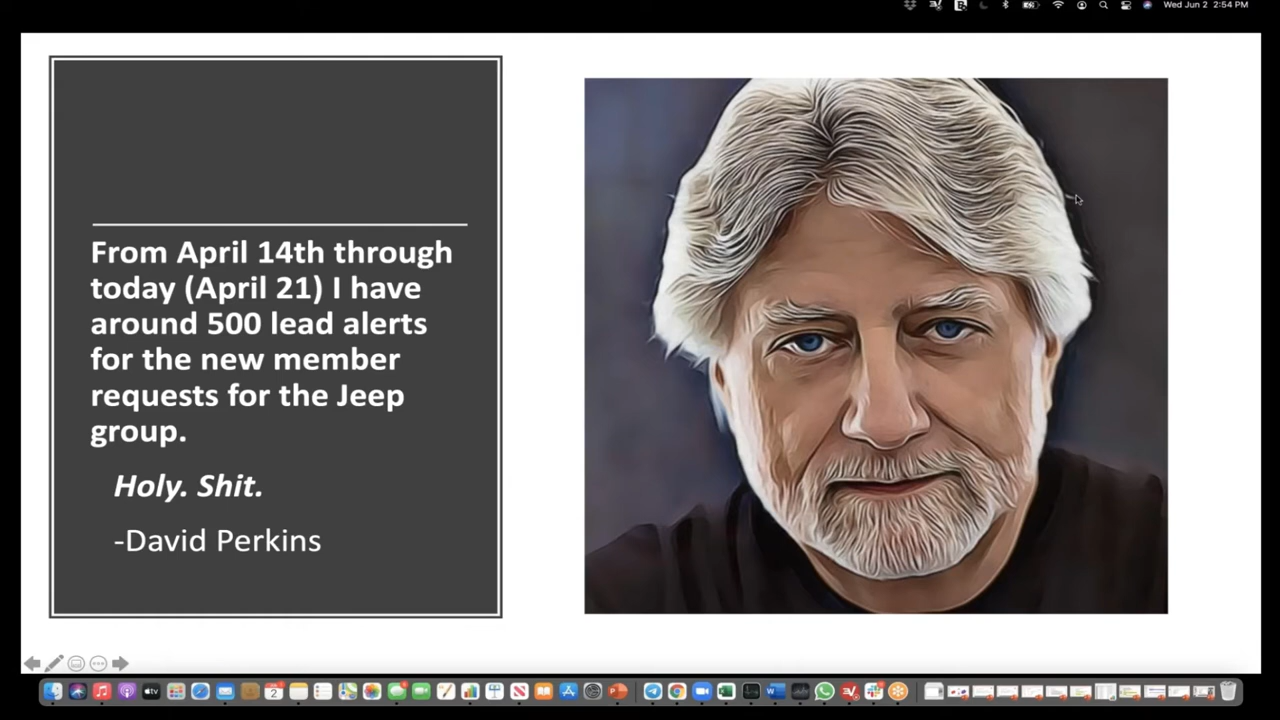 Wed Jun 2 2:54 PM
From April 14th through
today (April 21) I have
around 500 lead alerts
for the new member
requests for the Jeep
group.
Holy. Shit.
-David Perkins